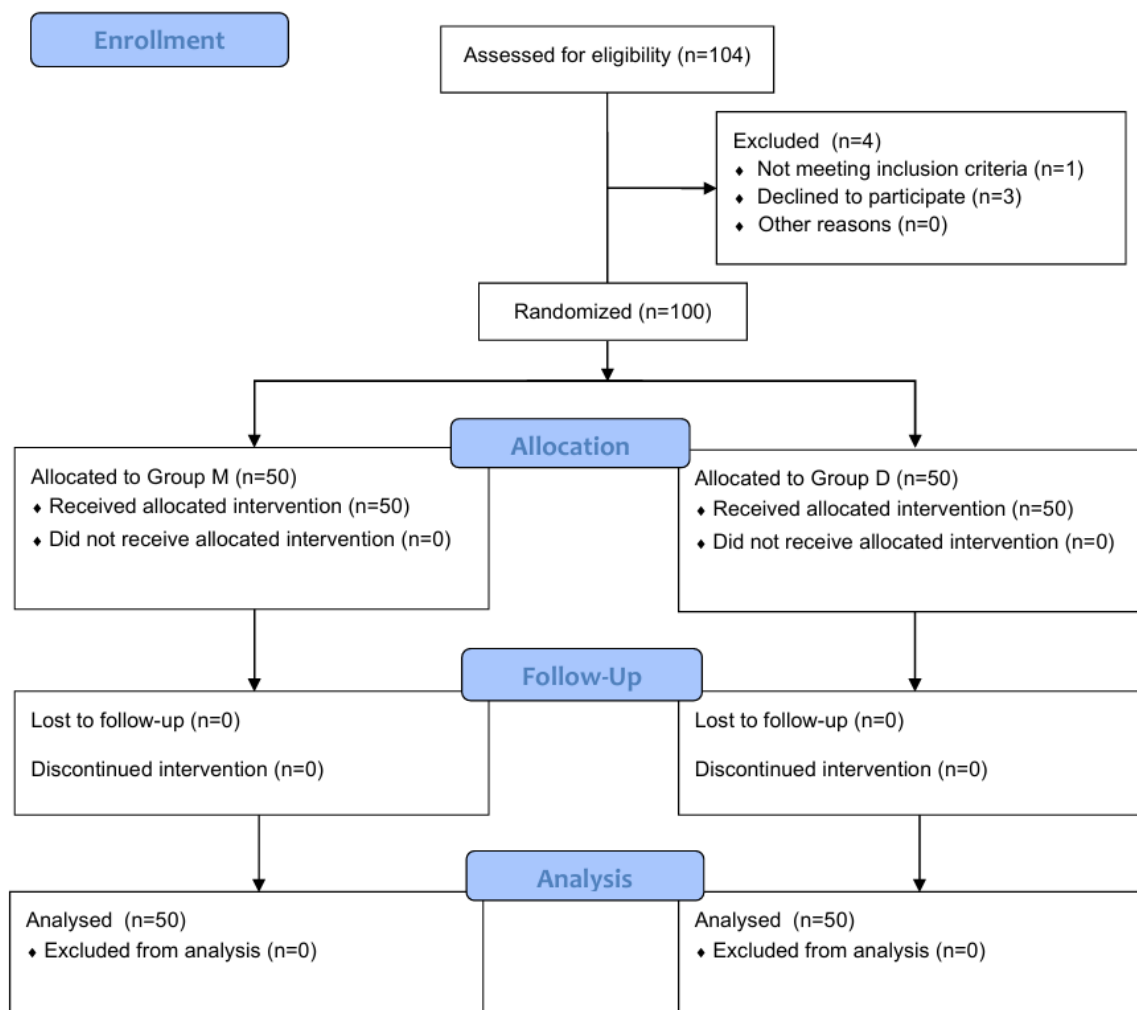 Enrollment
Assessed for eligibility (n=104)
Excluded (n=4)
♦ Not meeting inclusion criteria (n=1)
♦ Declined to participate (n=3)
♦ Other reasons (n=0)
Randomized (n=100)
Allocation
Allocated to Group M (n=50)
♦ Received allocated intervention (n=50)
♦ Did not receive allocated intervention (n=0)
Allocated to Group D (n=50)
♦ Received allocated intervention (n=50)
♦ Did not receive allocated intervention (n=0)
Follow-Up
Lost to follow-up (n=0)
Discontinued intervention (n=0)
Lost to follow-up (n=0)
Discontinued intervention (n=0)
Analysis
Analysed (n=50)
♦ Excluded from analysis (n=0)
Analysed (n=50)
♦ Excluded from analysis (n=0)